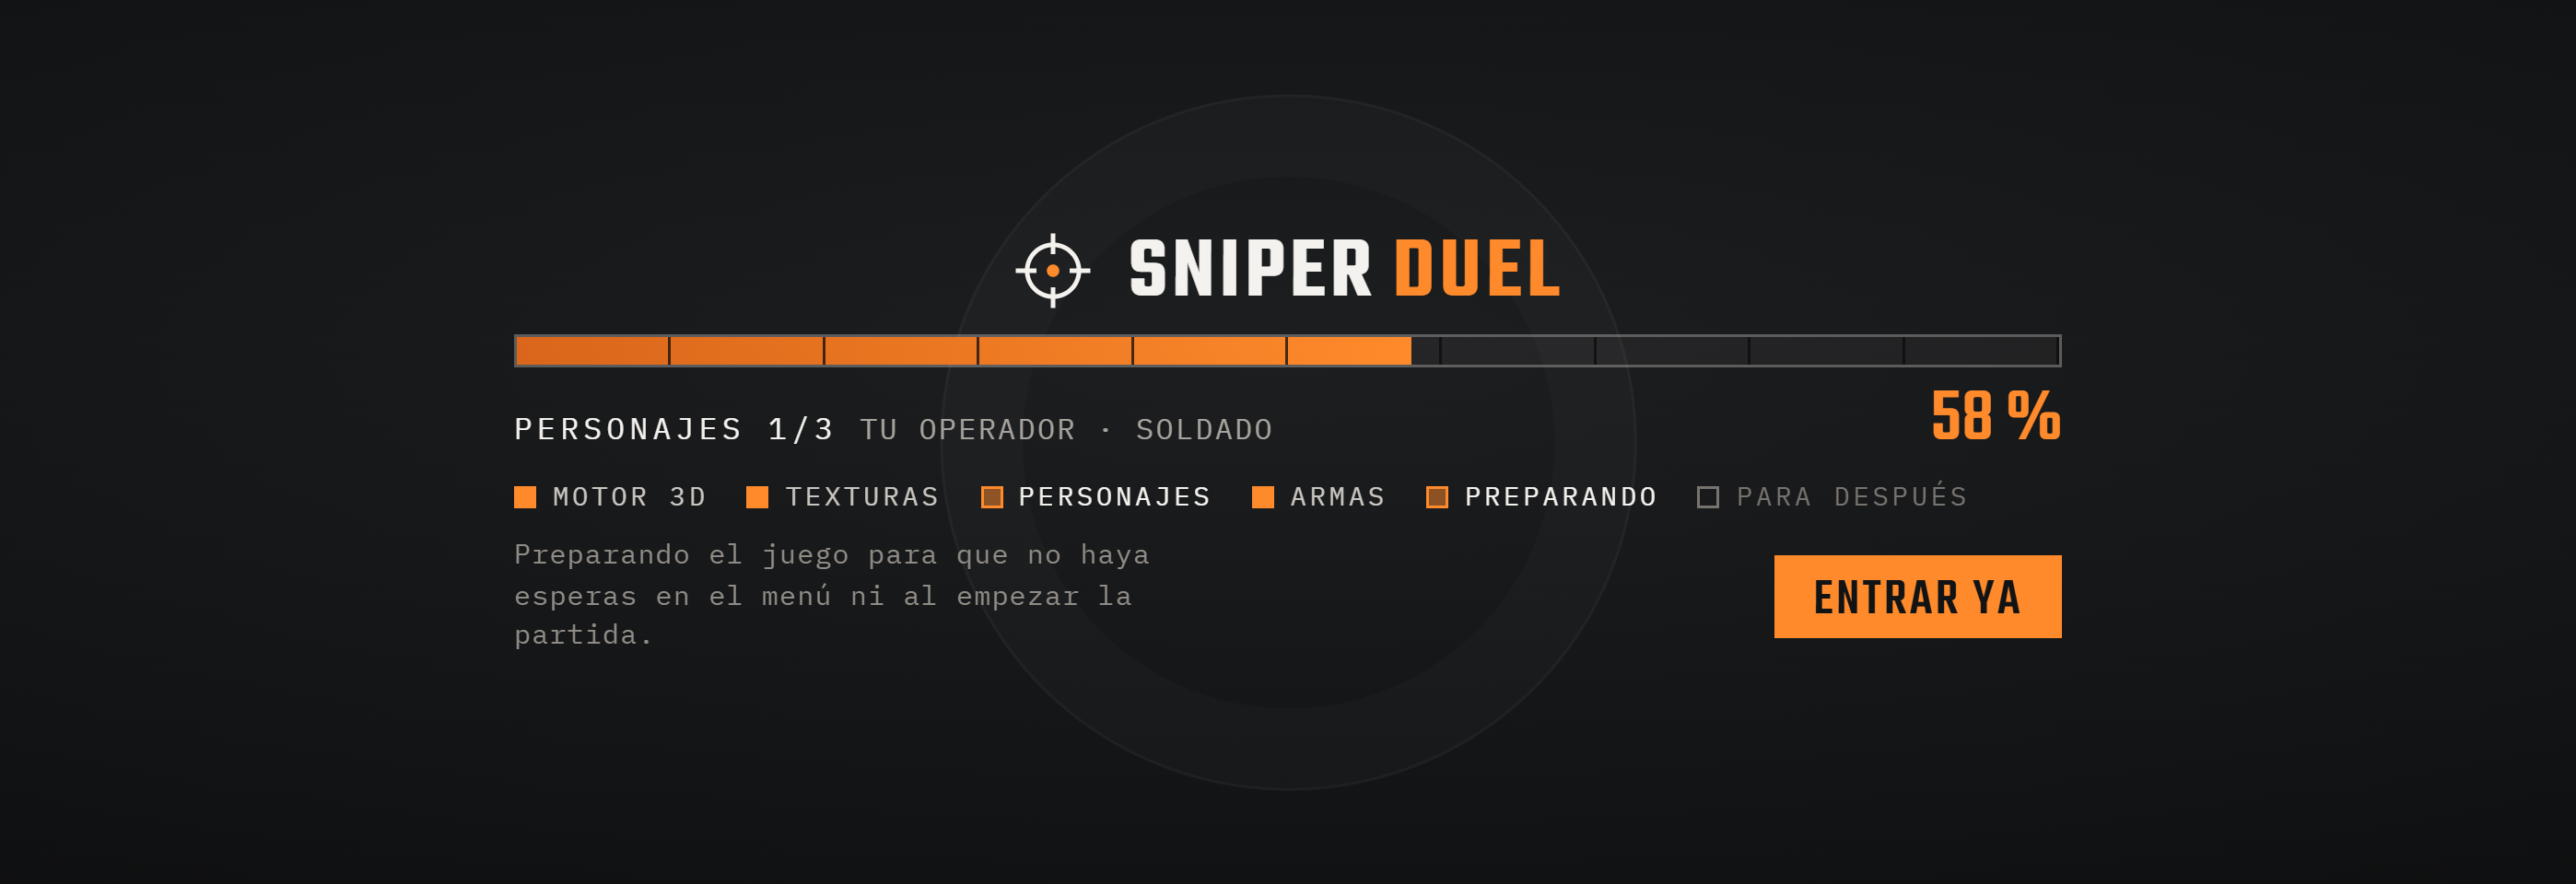 SNIPER DUEL
PERSONAJES 1/3 TU OPERADOR · SOLDADO
58 %
MOTOR 3D TEXTURAS PERSONAJES ARMAS PREPARANDO PARA DESPUÉS
Preparando el juego para que no haya
esperas en el menú ni al empezar la
partida.
ENTRAR YA